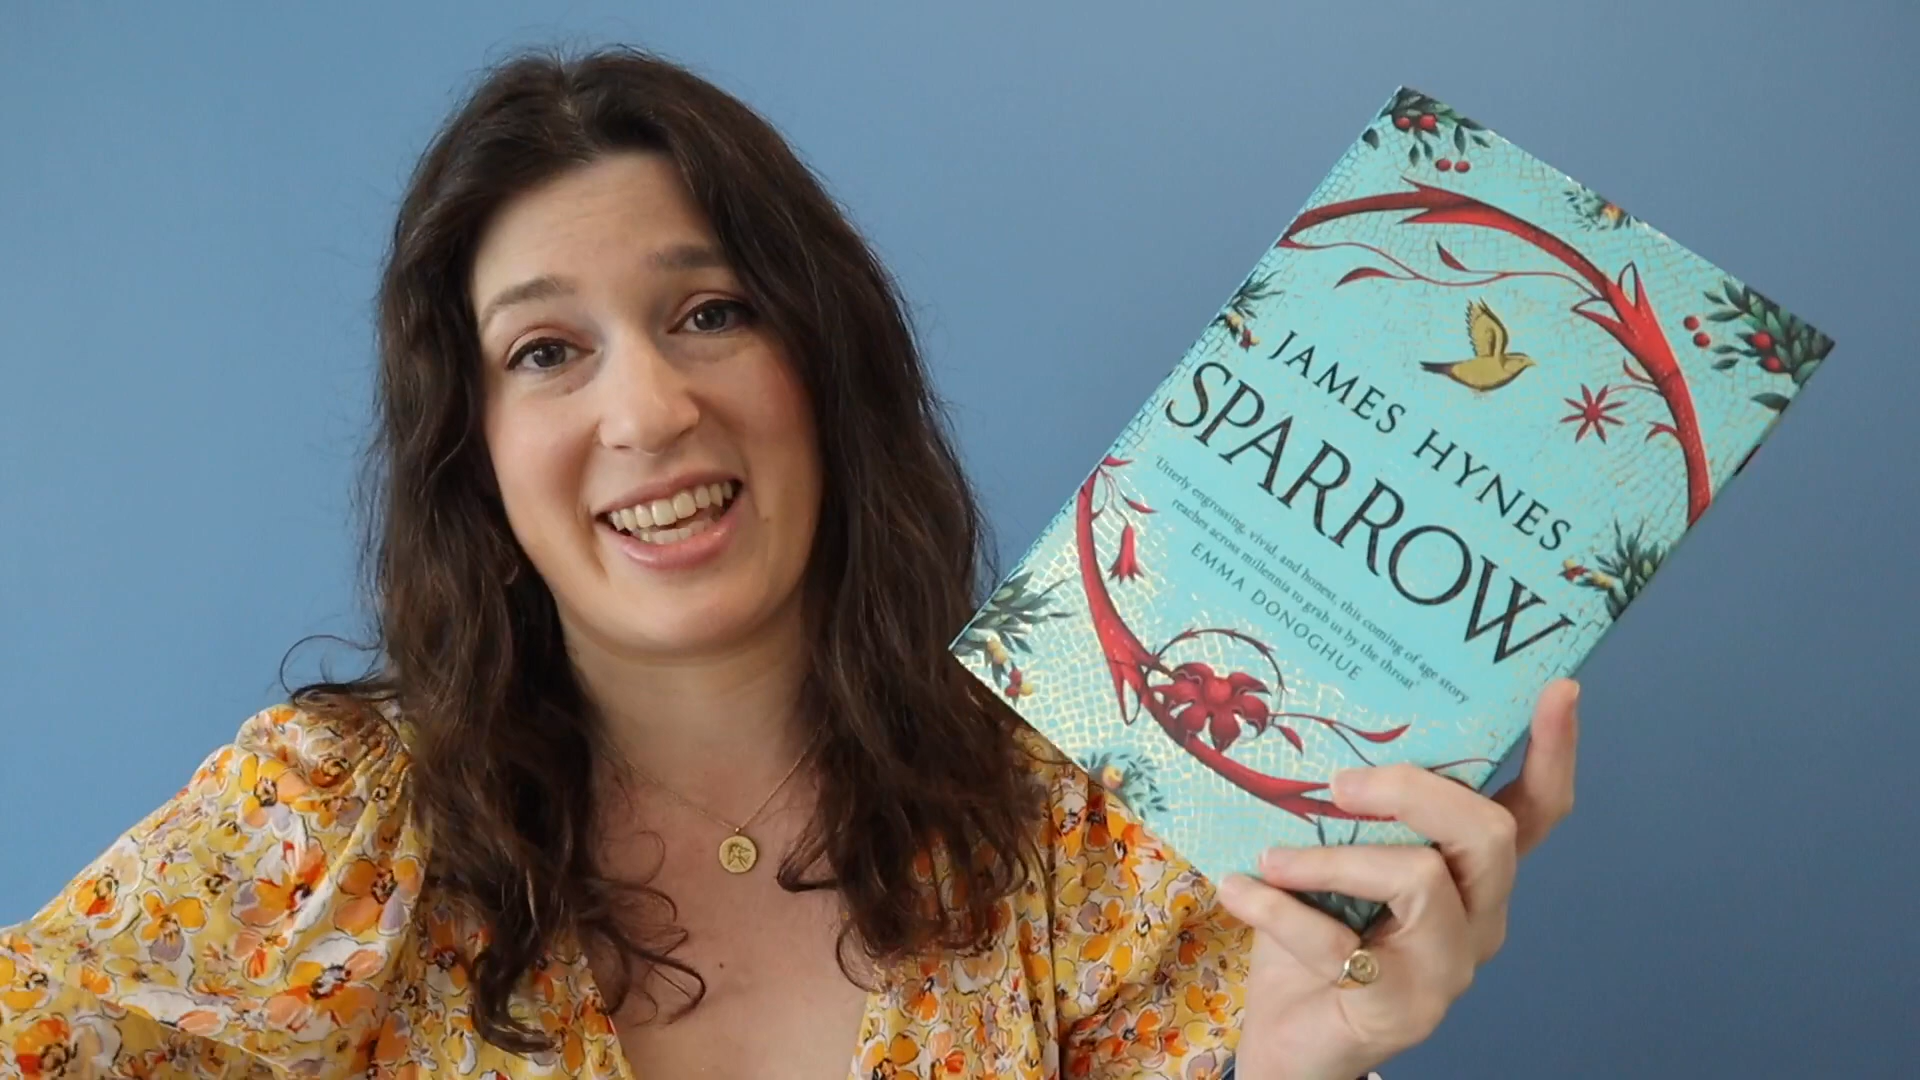 JAMES HYNES
SPARROW
'Utterly engrossing, vivid, and honest, this coming of age story
reaches across millennia to grab us by the throat'
EMMA DONOGHUE